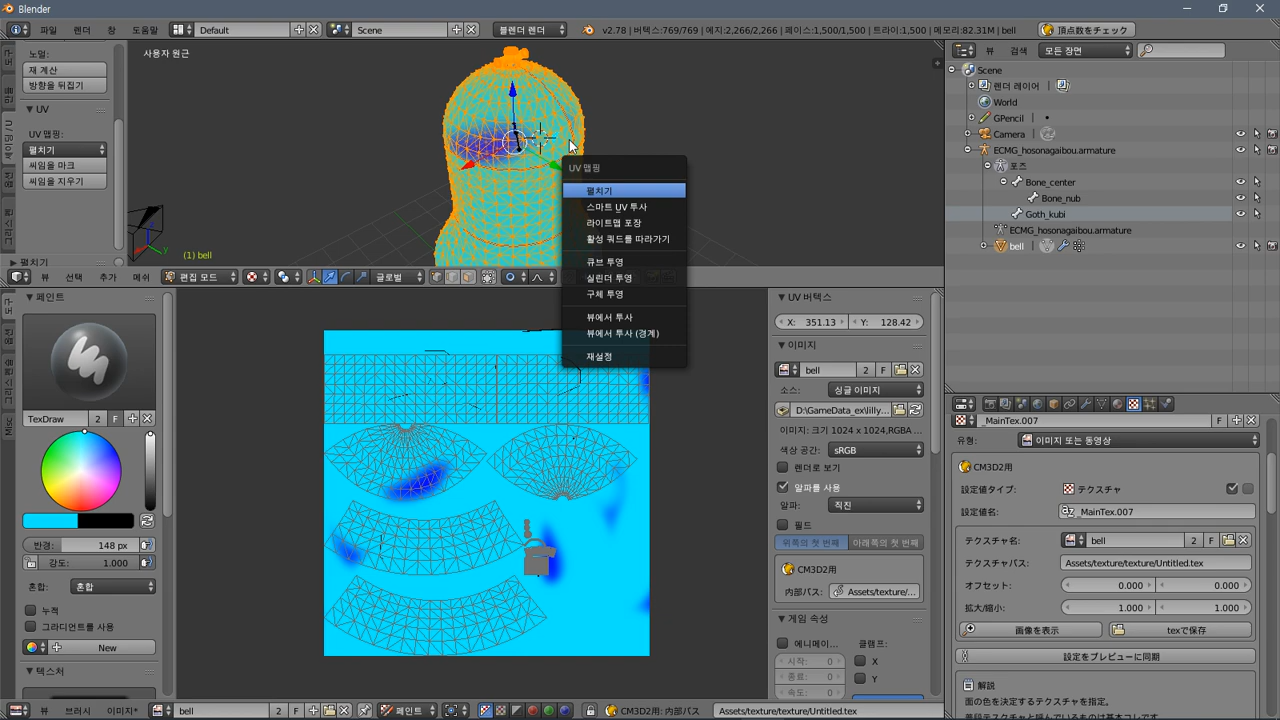 Blender
파일
렌더
창
도움말
Default
Scene
블렌더 렌더
v2.78 | 버텍스:769/769 | 에지:2,266/2,266 | 페이스:1,500/1,500 | 트라이:1,500 | 메모리:82.31M | bell
頂点数をチェック
노멀:
재 계산
방향을 뒤집기
UV
UV 맵핑:
펼치기
씨임을 마크
씨임을 지우기
펼치기
사용자 원근
(1) bell
UV 맵핑
펼치기
스마트 UV 투사
라이트맵 포장
활성 쿼드를 따라가기
큐브 투영
실린더 투영
구체 투영
뷰에서 투사
뷰에서 투사 (경계)
재설정
뷰
선택
추가
메쉬
편집 모드
글로벌
뷰
검색
모든 장면
Scene
렌더 레이어
World
GPencil
Camera
ECMG_hosonagaibou.armature
포즈
Bone_center
Bone_nub
Goth_kubi
ECMG_hosonagaibou.armature
bell
페인트
TexDraw
2
F
반경:
148 px
강도:
1.000
혼합:
혼합
누적
그라디언트를 사용
New
텍스처
UV 버텍스
X: 351.13
Y: 128.42
이미지
bell
2
F
소스:
싱글 이미지
D:\GameData_ex\lilly...
이미지: 크기 1024 x 1024,RGBA ...
색상 공간:
sRGB
렌더로 보기
알파를 사용
알파:
직진
필드
위쪽의 첫 번째
아래쪽의 첫 번째
CM3D2用
内部パス:
Assets/texture/...
게임 속성
에니메이...
클램프:
시작: 0
X
종료: 0
Y
속도: 0
_MainTex.007
F
유형:
이미지 또는 동영상
CM3D2用
設定値タイプ:
テクスチャ
設定値名:
_MainTex.007
テクスチャ名:
bell
2
F
テクスチャパス:
Assets/texture/texture/Untitled.tex
オフセット:
0.000
0.000
拡大/縮小:
1.000
1.000
画像を表示
texで保存
設定をプレビューに同期
解説
面の色を決定するテクスチャを指定。
뷰
브러시
이미지*
bell
2
F
페인트
CM3D2用: 内部パス
Assets/texture/texture/Untitled.tex